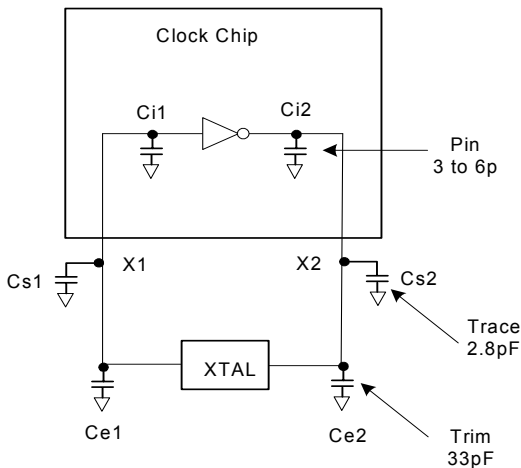 Clock Chip
Ci1
Ci2
Pin
3 to 6p
X1
X2
Cs1
Cs2
Trace
2.8pF
XTAL
Ce1
Ce2
Trim
33pF